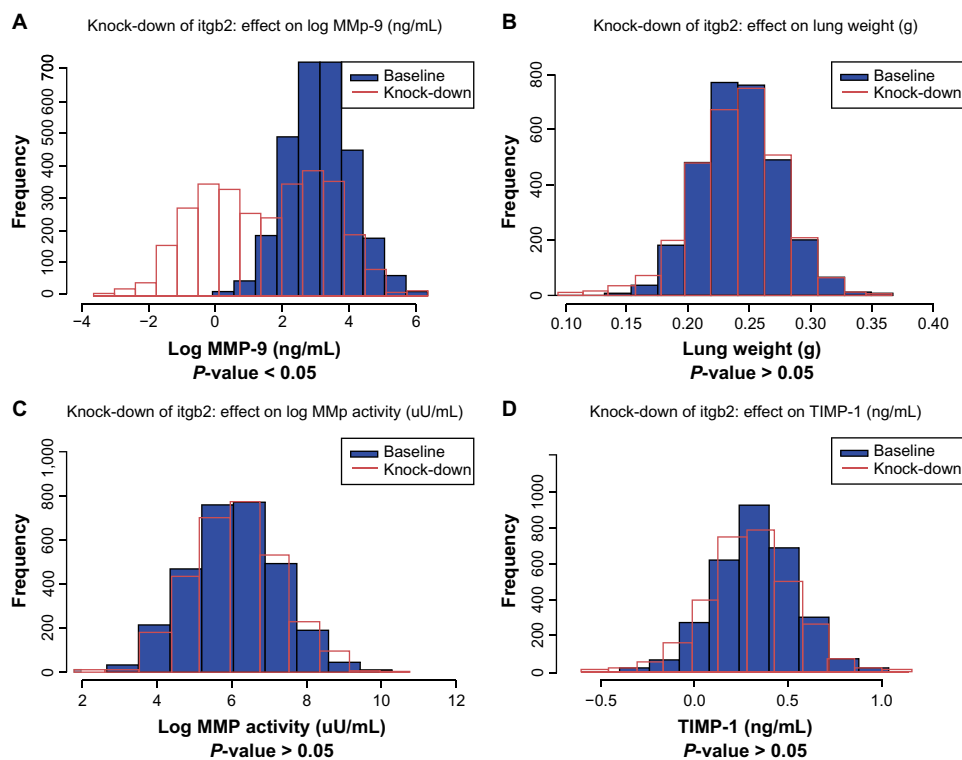 A
Knock-down of itgb2: effect on log MMp-9 (ng/mL)
Baseline
Knock-down
Frequency
0
100
200
300
400
500
600
700
−4
−2
0
2
4
6
Log MMP-9 (ng/mL)
P-value < 0.05
B
Knock-down of itgb2: effect on lung weight (g)
Baseline
Knock-down
Frequency
0
200
400
600
800
0.10
0.15
0.20
0.25
0.30
0.35
0.40
Lung weight (g)
P-value > 0.05
C
Knock-down of itgb2: effect on log MMp activity (uU/mL)
Baseline
Knock-down
Frequency
0
200
400
600
800
1,000
2
4
6
8
10
12
Log MMP activity (uU/mL)
P-value > 0.05
D
Knock-down of itgb2: effect on TIMP-1 (ng/mL)
Baseline
Knock-down
Frequency
0
200
400
600
800
1000
−0.5
0.0
0.5
1.0
TIMP-1 (ng/mL)
P-value > 0.05